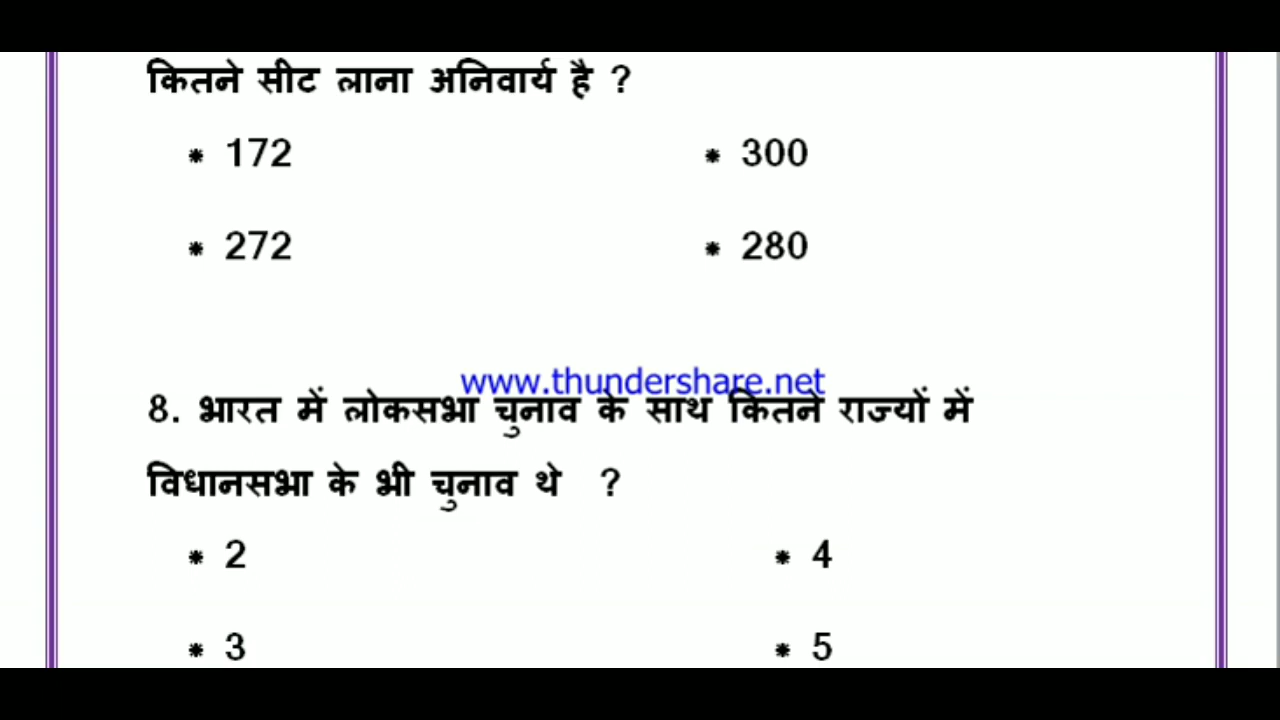 कितने सीट लाना अनिवार्य है ?
* 172 * 300
* 272 * 280
www.thundershare.net
8. भारत में लोकसभा चुनाव के साथ कितने राज्यों में
विधानसभा के भी चुनाव थे ?
* 2 * 4
* 3 * 5